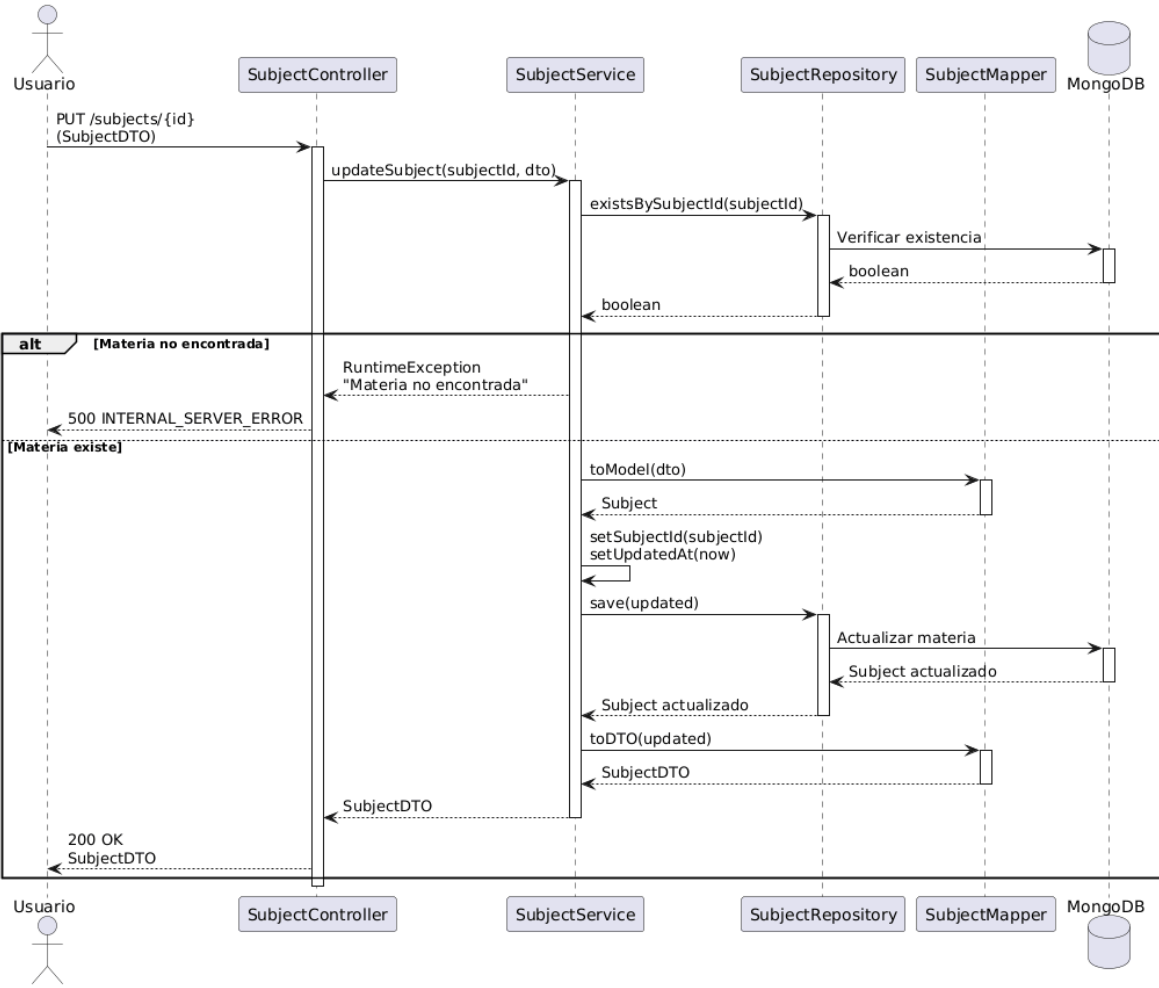 Usuario
SubjectController
SubjectService
SubjectRepository
SubjectMapper
MongoDB
PUT /subjects/{id}
(SubjectDTO)
updateSubject(subjectId, dto)
existsBySubjectId(subjectId)
Verificar existencia
boolean
boolean
alt
[Materia no encontrada]
RuntimeException
"Materia no encontrada"
500 INTERNAL_SERVER_ERROR
[Materia existe]
toModel(dto)
Subject
setSubjectId(subjectId)
setUpdatedAt(now)
save(updated)
Actualizar materia
Subject actualizado
Subject actualizado
toDTO(updated)
SubjectDTO
SubjectDTO
200 OK
SubjectDTO
Usuario
SubjectController
SubjectService
SubjectRepository
SubjectMapper
MongoDB